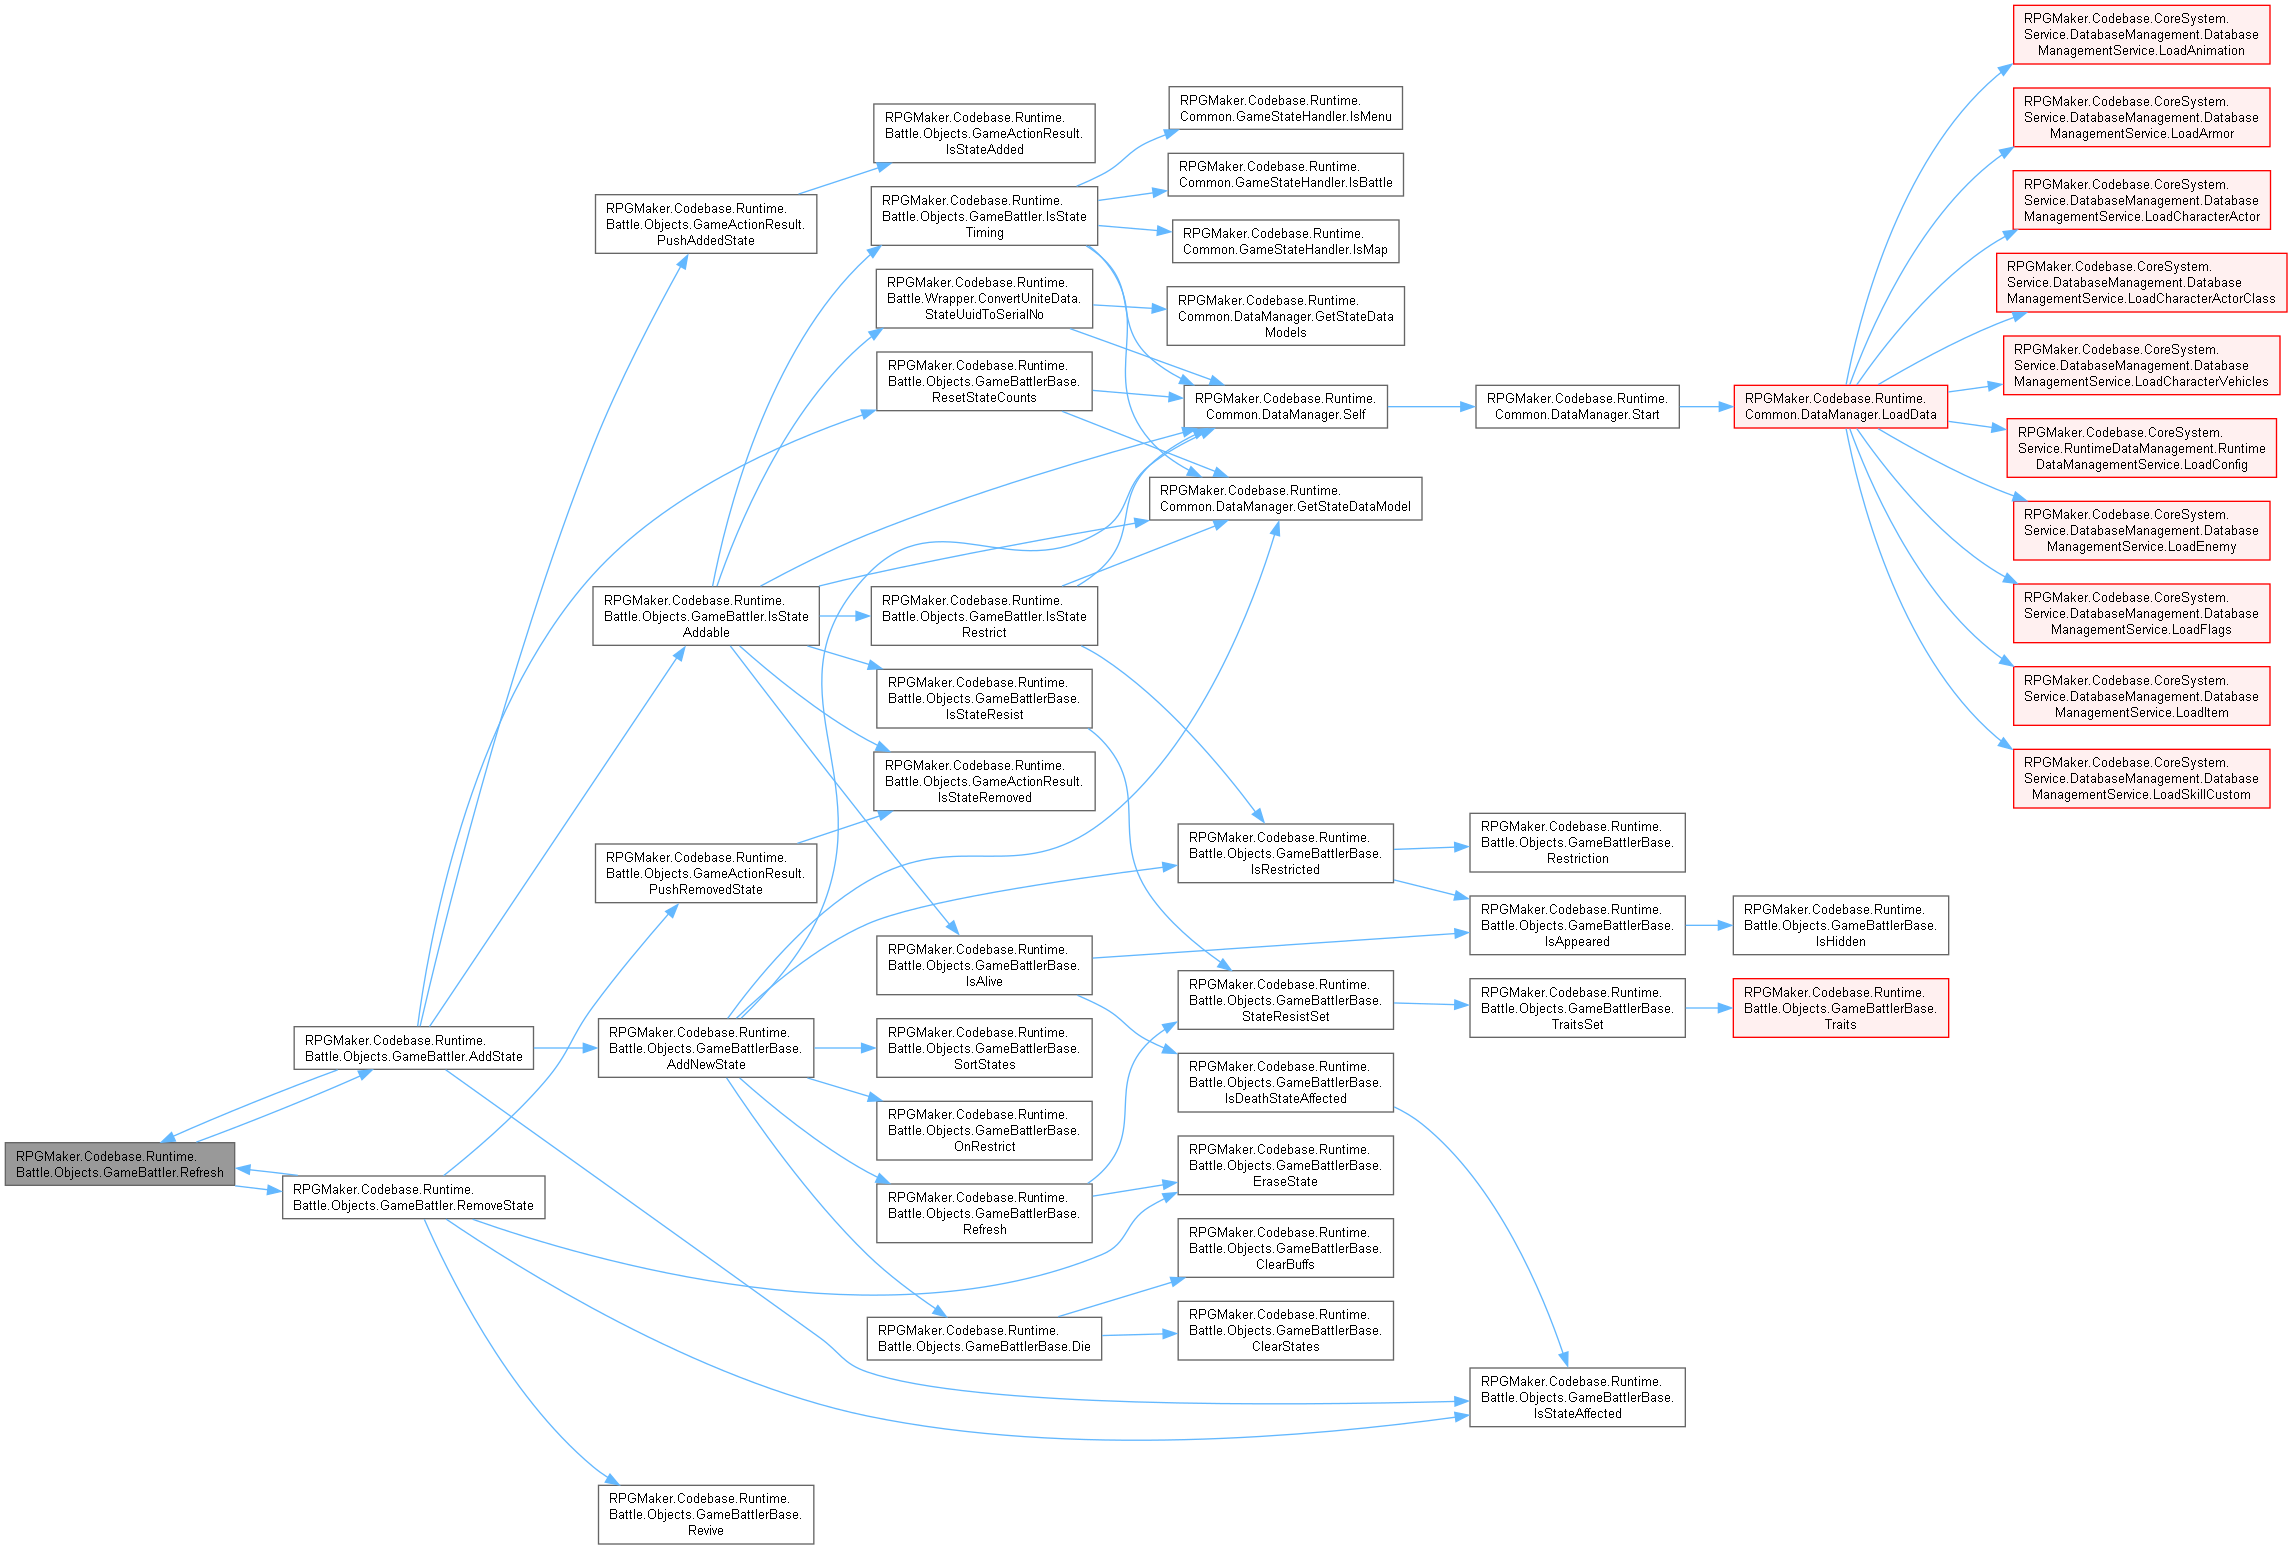 RPGMaker.Codebase.Runtime.
Battle.Objects.GameBattler.Refresh
RPGMaker.Codebase.Runtime.
Battle.Objects.GameBattler.AddState
RPGMaker.Codebase.Runtime.
Battle.Objects.GameBattler.RemoveState
RPGMaker.Codebase.Runtime.
Battle.Objects.GameActionResult.
PushAddedState
RPGMaker.Codebase.Runtime.
Battle.Objects.GameBattler.IsState
Addable
RPGMaker.Codebase.Runtime.
Battle.Objects.GameActionResult.
PushRemovedState
RPGMaker.Codebase.Runtime.
Battle.Objects.GameBattlerBase.
AddNewState
RPGMaker.Codebase.Runtime.
Battle.Objects.GameBattlerBase.
Revive
RPGMaker.Codebase.Runtime.
Battle.Objects.GameActionResult.
IsStateAdded
RPGMaker.Codebase.Runtime.
Battle.Objects.GameBattler.IsState
Timing
RPGMaker.Codebase.Runtime.
Battle.Wrapper.ConvertUniteData.
StateUuidToSerialNo
RPGMaker.Codebase.Runtime.
Battle.Objects.GameBattlerBase.
ResetStateCounts
RPGMaker.Codebase.Runtime.
Battle.Objects.GameBattler.IsState
Restrict
RPGMaker.Codebase.Runtime.
Battle.Objects.GameBattlerBase.
IsStateResist
RPGMaker.Codebase.Runtime.
Battle.Objects.GameActionResult.
IsStateRemoved
RPGMaker.Codebase.Runtime.
Battle.Objects.GameBattlerBase.
IsAlive
RPGMaker.Codebase.Runtime.
Battle.Objects.GameBattlerBase.
SortStates
RPGMaker.Codebase.Runtime.
Battle.Objects.GameBattlerBase.
OnRestrict
RPGMaker.Codebase.Runtime.
Battle.Objects.GameBattlerBase.
Refresh
RPGMaker.Codebase.Runtime.
Battle.Objects.GameBattlerBase.Die
RPGMaker.Codebase.Runtime.
Common.GameStateHandler.IsMenu
RPGMaker.Codebase.Runtime.
Common.GameStateHandler.IsBattle
RPGMaker.Codebase.Runtime.
Common.GameStateHandler.IsMap
RPGMaker.Codebase.Runtime.
Common.DataManager.GetStateData
Models
RPGMaker.Codebase.Runtime.
Common.DataManager.Self
RPGMaker.Codebase.Runtime.
Common.DataManager.GetStateDataModel
RPGMaker.Codebase.Runtime.
Battle.Objects.GameBattlerBase.
IsRestricted
RPGMaker.Codebase.Runtime.
Battle.Objects.GameBattlerBase.
StateResistSet
RPGMaker.Codebase.Runtime.
Battle.Objects.GameBattlerBase.
IsDeathStateAffected
RPGMaker.Codebase.Runtime.
Battle.Objects.GameBattlerBase.
EraseState
RPGMaker.Codebase.Runtime.
Battle.Objects.GameBattlerBase.
ClearBuffs
RPGMaker.Codebase.Runtime.
Battle.Objects.GameBattlerBase.
ClearStates
RPGMaker.Codebase.Runtime.
Common.DataManager.Start
RPGMaker.Codebase.Runtime.
Battle.Objects.GameBattlerBase.
Restriction
RPGMaker.Codebase.Runtime.
Battle.Objects.GameBattlerBase.
IsAppeared
RPGMaker.Codebase.Runtime.
Battle.Objects.GameBattlerBase.
TraitsSet
RPGMaker.Codebase.Runtime.
Battle.Objects.GameBattlerBase.
IsStateAffected
RPGMaker.Codebase.Runtime.
Common.DataManager.LoadData
RPGMaker.Codebase.Runtime.
Battle.Objects.GameBattlerBase.
IsHidden
RPGMaker.Codebase.Runtime.
Battle.Objects.GameBattlerBase.
Traits
RPGMaker.Codebase.CoreSystem.
Service.DatabaseManagement.Database
ManagementService.LoadAnimation
RPGMaker.Codebase.CoreSystem.
Service.DatabaseManagement.Database
ManagementService.LoadArmor
RPGMaker.Codebase.CoreSystem.
Service.DatabaseManagement.Database
ManagementService.LoadCharacterActor
RPGMaker.Codebase.CoreSystem.
Service.DatabaseManagement.Database
ManagementService.LoadCharacterActorClass
RPGMaker.Codebase.CoreSystem.
Service.DatabaseManagement.Database
ManagementService.LoadCharacterVehicles
RPGMaker.Codebase.CoreSystem.
Service.RuntimeDataManagement.Runtime
DataManagementService.LoadConfig
RPGMaker.Codebase.CoreSystem.
Service.DatabaseManagement.Database
ManagementService.LoadEnemy
RPGMaker.Codebase.CoreSystem.
Service.DatabaseManagement.Database
ManagementService.LoadFlags
RPGMaker.Codebase.CoreSystem.
Service.DatabaseManagement.Database
ManagementService.LoadItem
RPGMaker.Codebase.CoreSystem.
Service.DatabaseManagement.Database
ManagementService.LoadSkillCustom